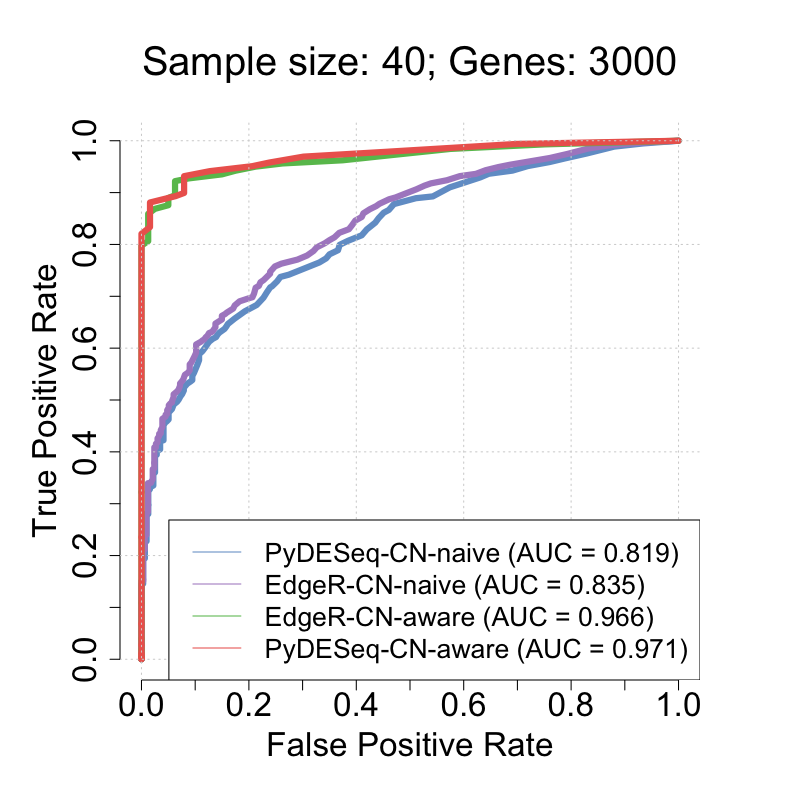 Sample size: 40; Genes: 3000
True Positive Rate
1.0
0.8
0.6
0.4
0.2
0.0
PyDESeq-CN-naive (AUC = 0.819)
EdgeR-CN-naive (AUC = 0.835)
EdgeR-CN-aware (AUC = 0.966)
PyDESeq-CN-aware (AUC = 0.971)
0.0 0.2 0.4 0.6 0.8 1.0
False Positive Rate